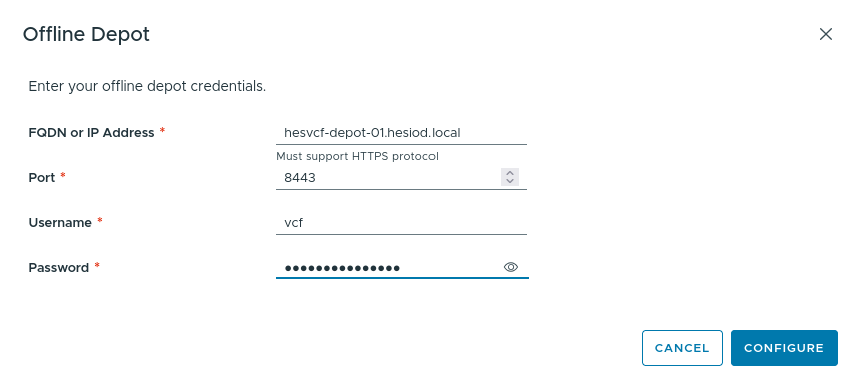 Offline Depot
Enter your offline depot credentials.
FQDN or IP Address * hesvcf-depot-01.hesiod.local
Must support HTTPS protocol
Port * 8443
Username * vcf
Password * •••••••••••••••
CANCEL CONFIGURE